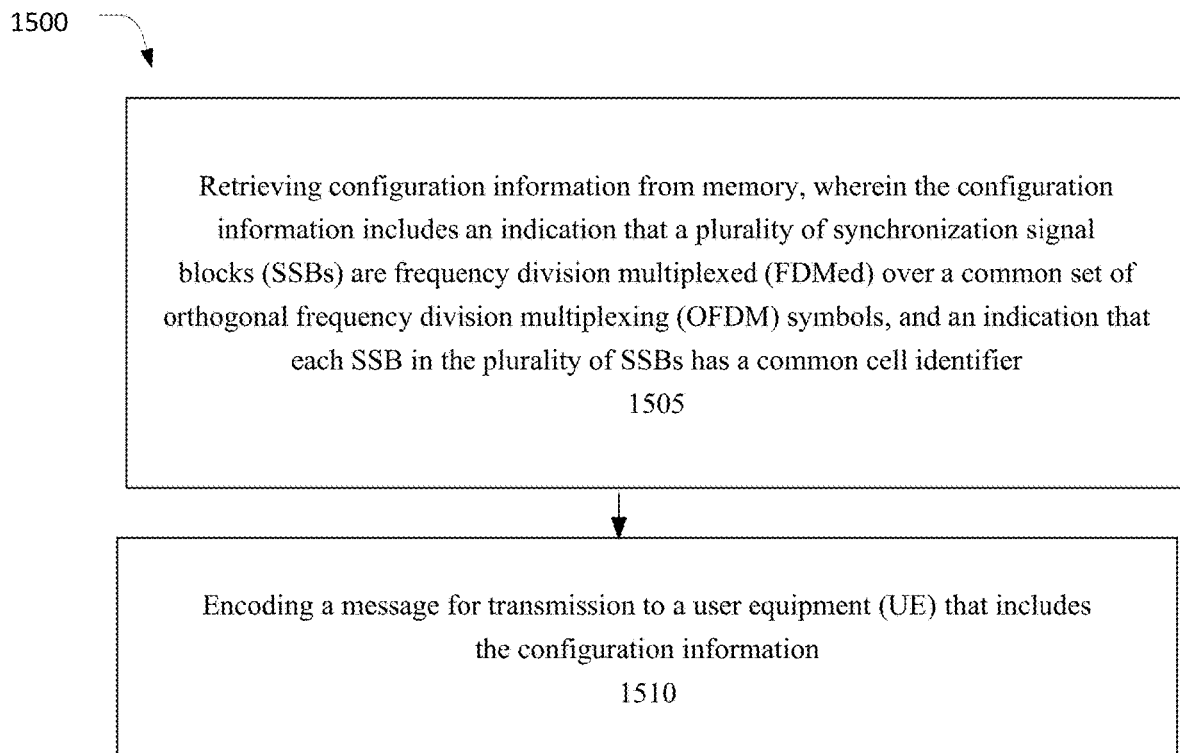 1500
Retrieving configuration information from memory, wherein the configuration
information includes an indication that a plurality of synchronization signal
blocks (SSBs) are frequency division multiplexed (FDMed) over a common set of
orthogonal frequency division multiplexing (OFDM) symbols, and an indication that
each SSB in the plurality of SSBs has a common cell identifier
1505
Encoding a message for transmission to a user equipment (UE) that includes
the configuration information
1510